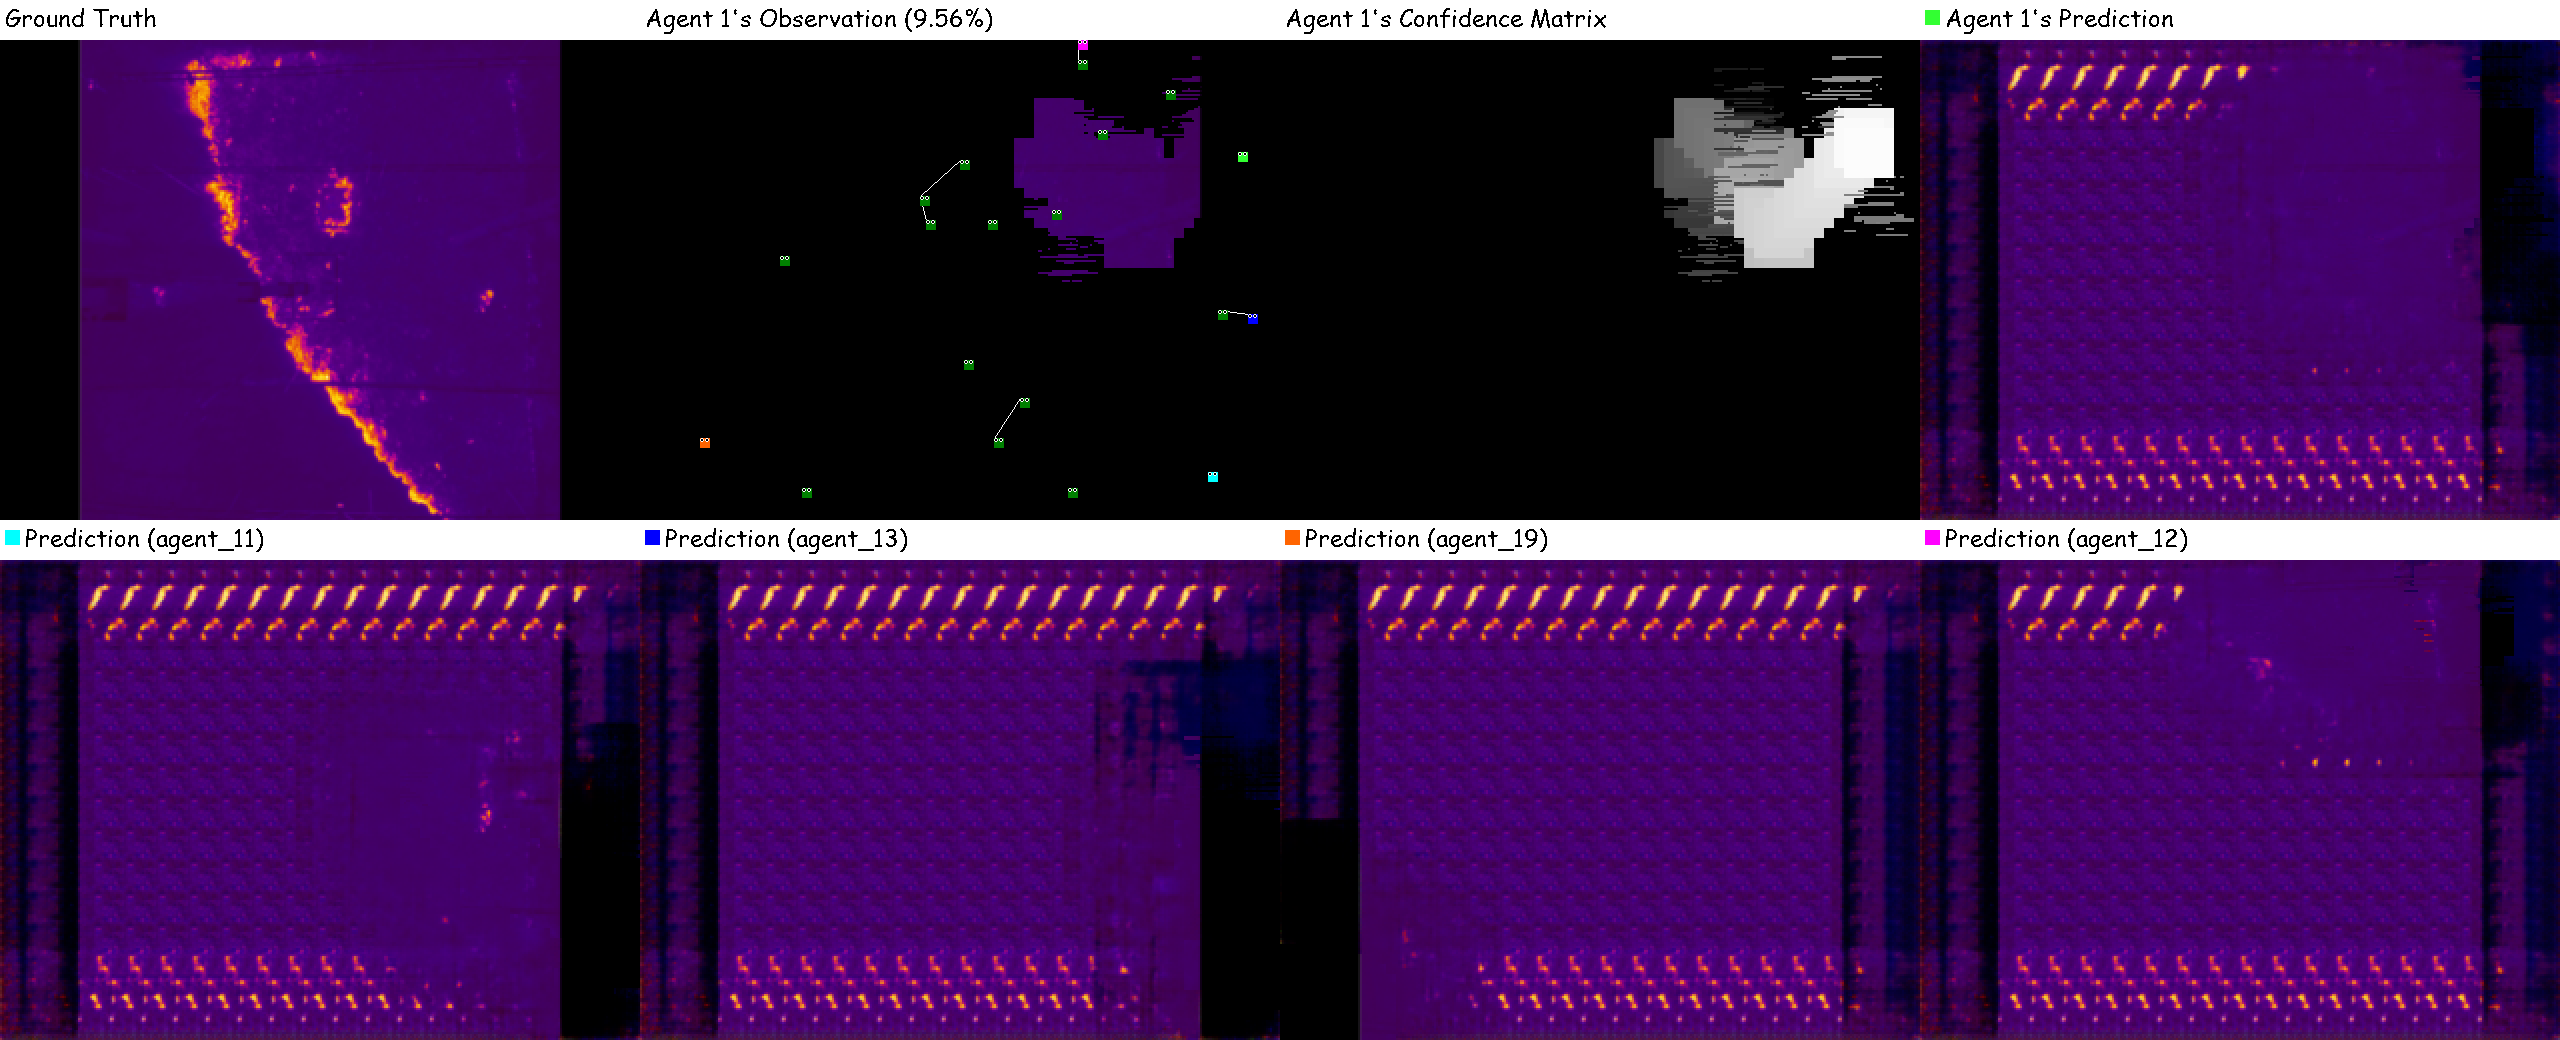 Ground Truth
Agent 1's Observation (9.56%)
Agent 1's Confidence Matrix
Agent 1's Prediction
Prediction (agent_11)
Prediction (agent_13)
Prediction (agent_19)
Prediction (agent_12)